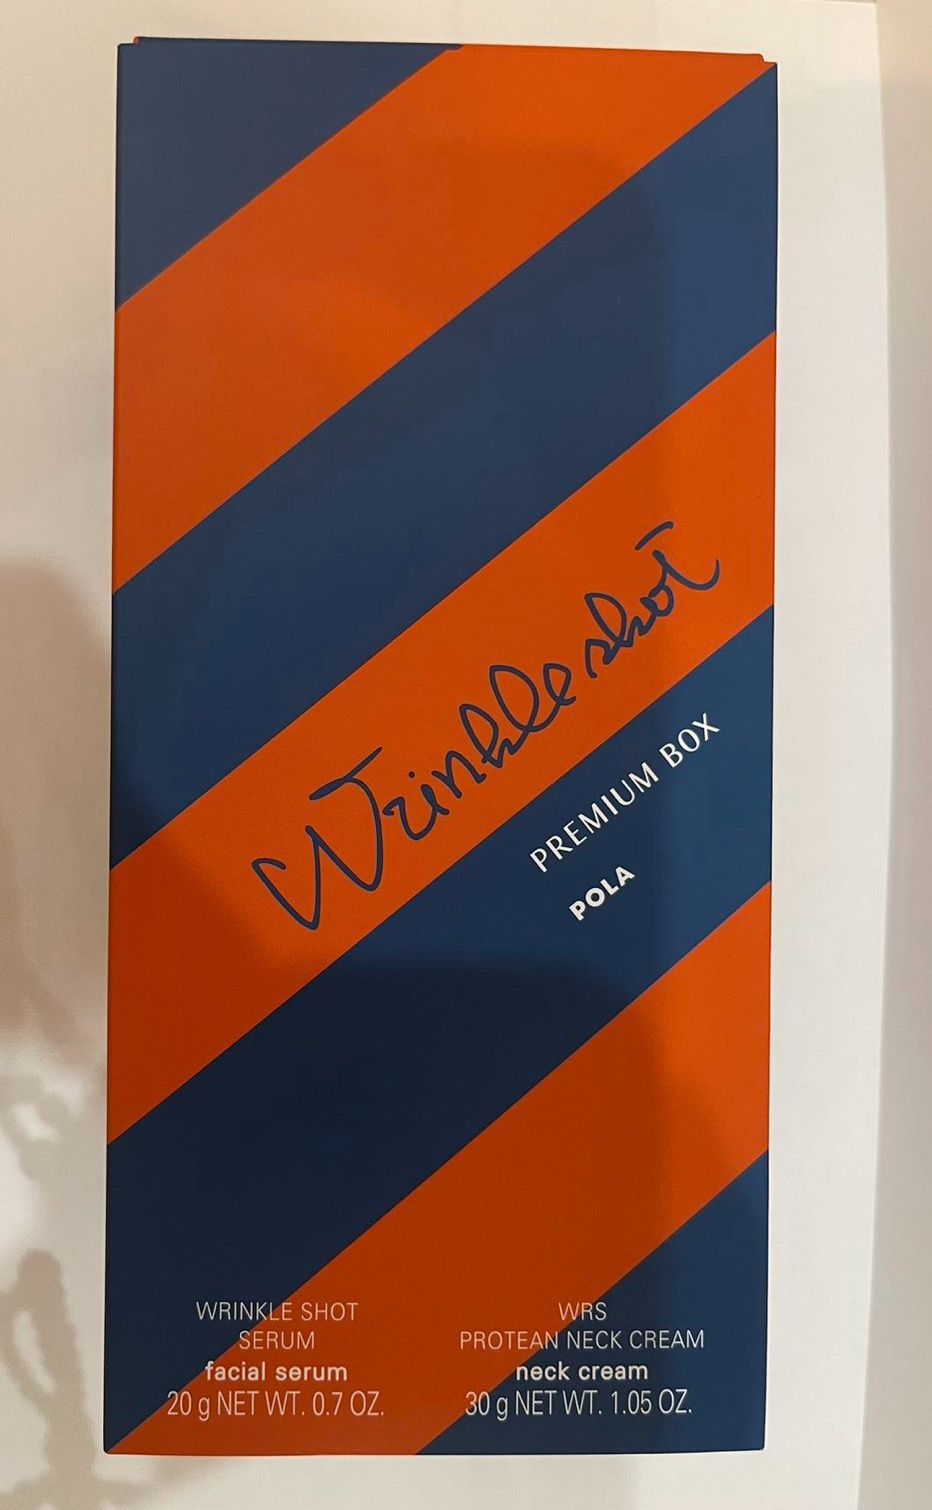 Wrinkle shot
PREMIUM BOX
POLA
WRINKLE SHOT
SERUM
facial serum
20 g NET WT. 0.7 OZ.
WRS
PROTEAN NECK CREAM
neck cream
30 g NET WT. 1.05 OZ.